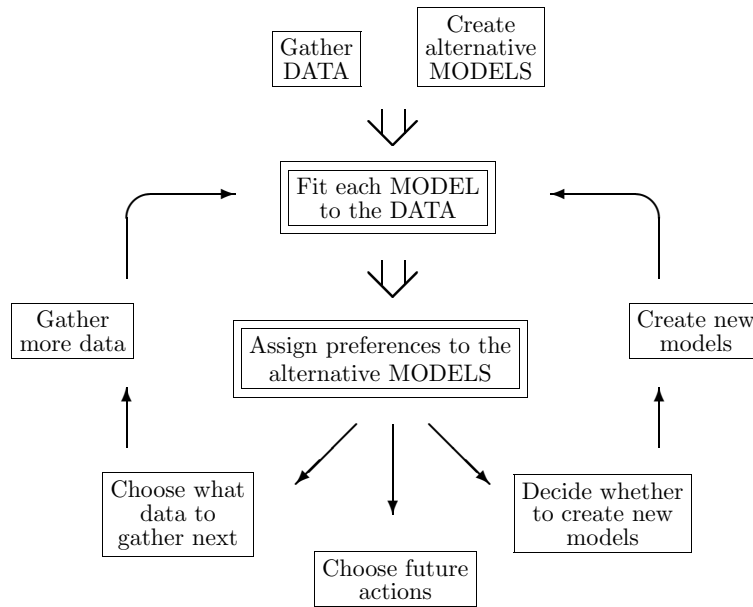 Gather
DATA
Create
alternative
MODELS
Fit each MODEL
to the DATA
Gather
more data
Assign preferences to the
alternative MODELS
Create new
models
Choose what
data to
gather next
Choose future
actions
Decide whether
to create new
models